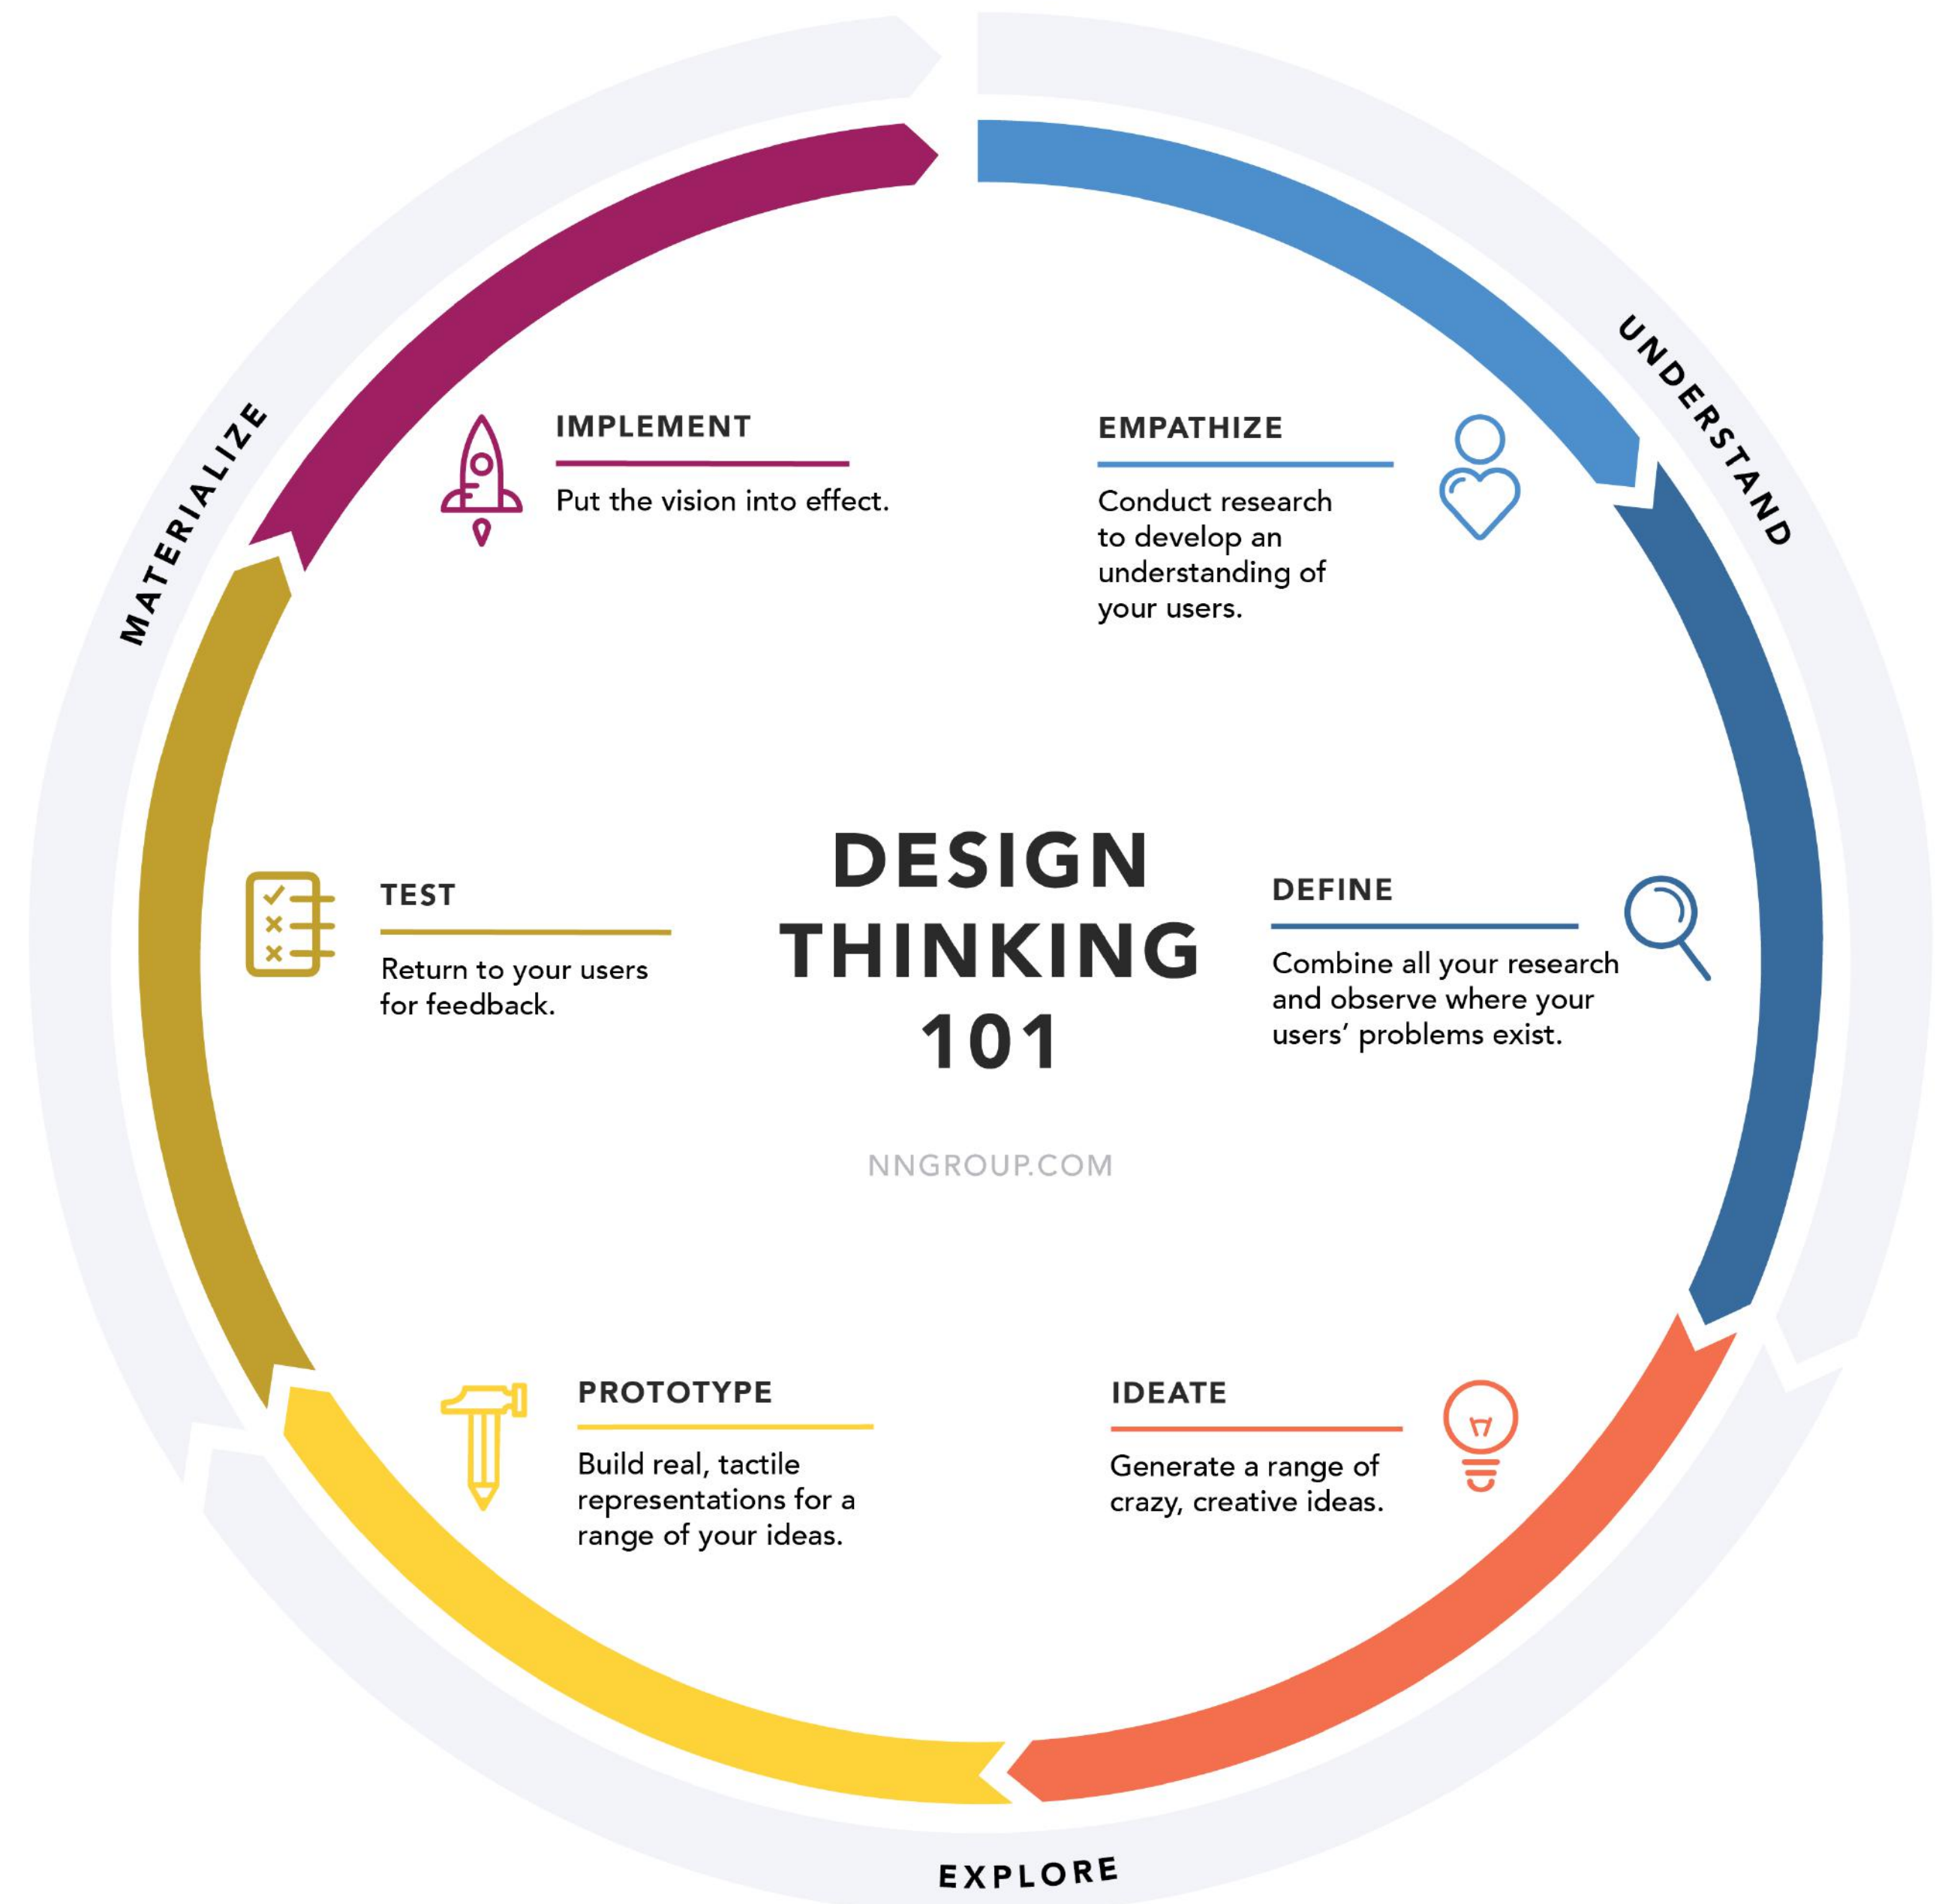 UNDERSTAND
EMPATHIZE
Conduct research
to develop an
understanding of
your users.
DEFINE
Combine all your research
and observe where your
users’ problems exist.
EXPLORE
IDEATE
Generate a range of
crazy, creative ideas.
PROTOTYPE
Build real, tactile
representations for a
range of your ideas.
MATERIALIZE
TEST
Return to your users
for feedback.
IMPLEMENT
Put the vision into effect.
DESIGN
THINKING
101
NNGROUP.COM